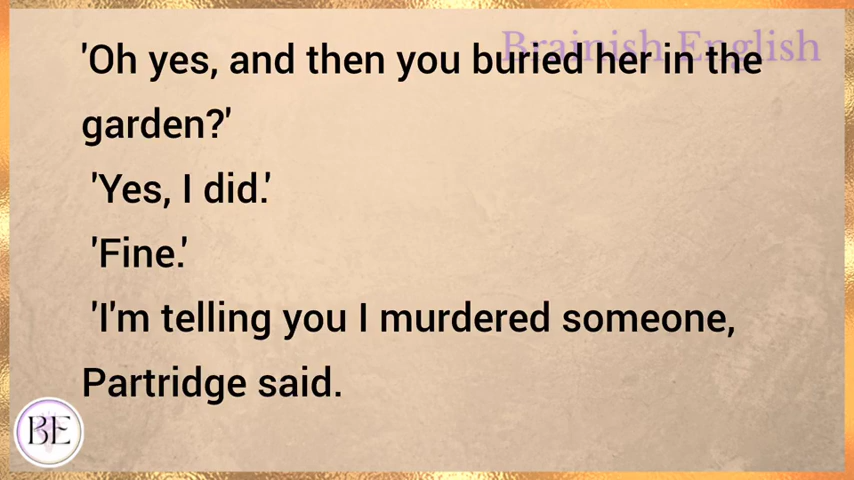 Brainish English
'Oh yes, and then you buried her in the
garden?'
'Yes, I did.'
'Fine.'
'I'm telling you I murdered someone,
Partridge said.
BE